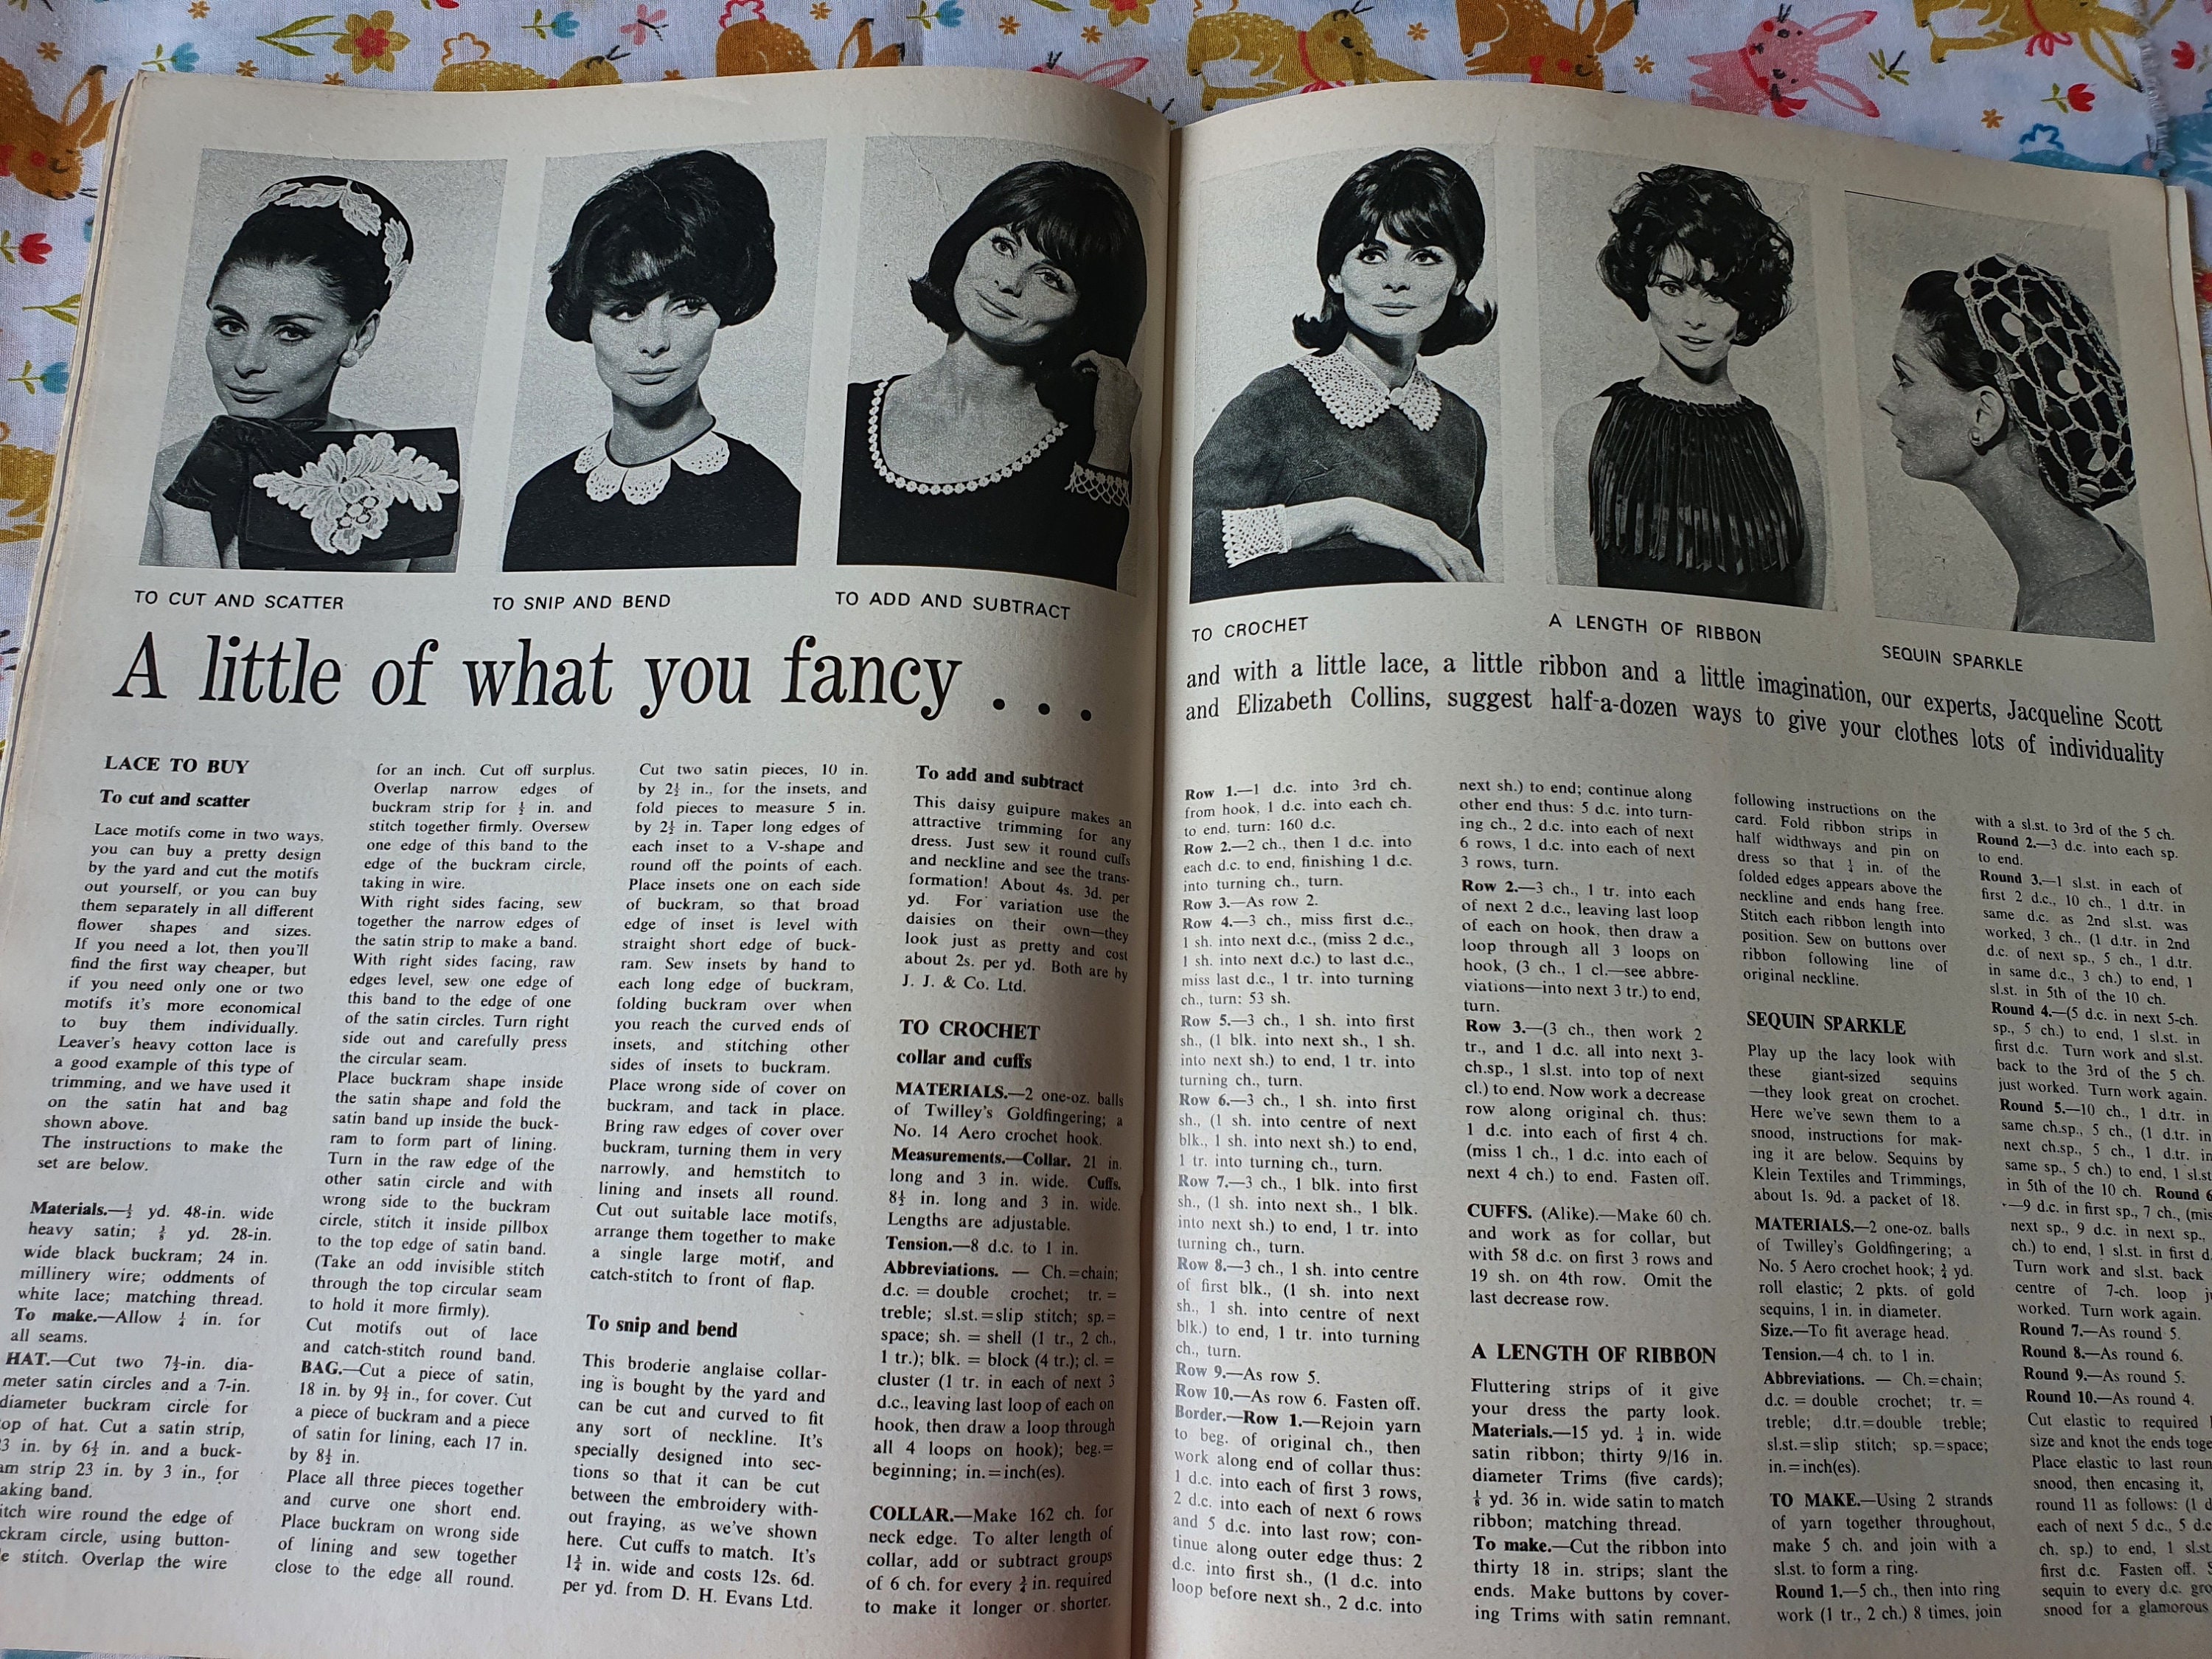 TO CUT AND SCATTER
TO SNIP AND BEND
TO ADD AND SUBTRACT
TO CROCHET
A LENGTH OF RIBBON
SEQUIN SPARKLE
A little of what you fancy . . .
and with a little lace, a little ribbon and a little imagination, our experts, Jacqueline Scott
and Elizabeth Collins, suggest half-a-dozen ways to give your clothes lots of individuality
LACE TO BUY
To cut and scatter
Lace motifs come in two ways,
you can buy a pretty design
by the yard and cut the motifs
out yourself, or you can buy
them separately in all different
flower shapes and sizes.
If you need a lot, then you'll
find the first way cheaper, but
if you need only one or two
motifs it's more economical
to buy them individually.
Leaver's heavy cotton lace is
a good example of this type of
trimming, and we have used it
on the satin hat and bag
shown above.
The instructions to make the
set are below.
Materials.—½ yd. 48-in. wide
heavy satin; yd. 28-in.
wide black buckram; 24 in.
millinery wire; oddments of
white lace; matching thread.
To make.—Allow ¼ in. for
all seams.
HAT.—Cut two 7½-in. dia-
meter satin circles and a 7-in.
diameter buckram circle for
top of hat. Cut a satin strip,
3 in. by 6½ in. and a buck-
am strip 23 in. by 3 in., for
aking band.
itch wire round the edge of
ckram circle, using button-
e stitch. Overlap the wire
for an inch. Cut off surplus.
Overlap narrow edges of
buckram strip for ½ in. and
stitch together firmly. Oversew
one edge of this band to the
edge of the buckram circle,
taking in wire.
With right sides facing, sew
together the narrow edges of
the satin strip to make a band.
With right sides facing, raw
edges level, sew one edge of
this band to the edge of one
of the satin circles. Turn right
side out and carefully press
the circular seam.
Place buckram shape inside
the satin shape and fold the
satin band up inside the buck-
ram to form part of lining.
Turn in the raw edge of the
other satin circle and with
wrong side to the buckram
circle, stitch it inside pillbox
to the top edge of satin band.
(Take an odd invisible stitch
through the top circular seam
to hold it more firmly).
Cut motifs out of lace
and catch-stitch round band.
BAG.—Cut a piece of satin,
18 in. by 9½ in., for cover. Cut
a piece of buckram and a piece
of satin for lining, each 17 in.
by 8½ in.
Place all three pieces together
and curve one short end.
Place buckram on wrong side
of lining and sew together
close to the edge all round.
Cut two satin pieces, 10 in.
by 2½ in., for the insets, and
fold pieces to measure 5 in.
by 2½ in. Taper long edges of
each inset to a V-shape and
round off the points of each.
Place insets one on each side
of buckram, so that broad
edge of inset is level with
straight short edge of buck-
ram. Sew insets by hand to
each long edge of buckram,
folding buckram over when
you reach the curved ends of
insets, and stitching other
sides of insets to buckram.
Place wrong side of cover on
buckram, and tack in place.
Bring raw edges of cover over
buckram, turning them in very
narrowly, and hemstitch to
lining and insets all round.
Cut out suitable lace motifs,
arrange them together to make
a single large motif, and
catch-stitch to front of flap.
To snip and bend
This broderie anglaise collar-
ing is bought by the yard and
can be cut and curved to fit
any sort of neckline. It's
specially designed into sec-
tions so that it can be cut
between the embroidery with-
out fraying, as we've shown
here. Cut cuffs to match. It's
1¾ in. wide and costs 12s. 6d.
per yd. from D. H. Evans Ltd.
To add and subtract
This daisy guipure makes an
attractive trimming for any
dress. Just sew it round cuffs
and neckline and see the trans-
formation! About 4s. 3d. per
yd. For variation use the
daisies on their own—they
look just as pretty and cost
about 2s. per yd. Both are by
J. J. & Co. Ltd.
TO CROCHET
collar and cuffs
MATERIALS.—2 one-oz. balls
of Twilley's Goldfingering; a
No. 14 Aero crochet hook.
Measurements.—Collar. 21 in.
long and 3 in. wide. Cuffs.
8½ in. long and 3 in. wide.
Lengths are adjustable.
Tension.—8 d.c. to 1 in.
Abbreviations. — Ch.=chain;
d.c. = double crochet; tr. =
treble; sl.st.=slip stitch; sp.=
space; sh. = shell (1 tr., 2 ch.,
1 tr.); blk. = block (4 tr.); cl. =
cluster (1 tr. in each of next 3
d.c., leaving last loop of each on
hook, then draw a loop through
all 4 loops on hook); beg.=
beginning; in.=inch(es).
COLLAR.—Make 162 ch. for
neck edge. To alter length of
collar, add or subtract groups
of 6 ch. for every ¾ in. required
to make it longer or shorter.
Row 1.—1 d.c. into 3rd ch.
from hook, 1 d.c. into each ch.
to end, turn: 160 d.c.
Row 2.—2 ch., then 1 d.c. into
each d.c. to end, finishing 1 d.c.
into turning ch., turn.
Row 3.—As row 2.
Row 4.—3 ch., miss first d.c.,
1 sh. into next d.c., (miss 2 d.c.,
1 sh. into next d.c.) to last d.c.,
miss last d.c., 1 tr. into turning
ch., turn: 53 sh.
Row 5.—3 ch., 1 sh. into first
sh., (1 blk. into next sh., 1 sh.
into next sh.) to end, 1 tr. into
turning ch., turn.
Row 6.—3 ch., 1 sh. into first
sh., (1 sh. into centre of next
blk., 1 sh. into next sh.) to end,
1 tr. into turning ch., turn.
Row 7.—3 ch., 1 blk. into first
sh., (1 sh. into next sh., 1 blk.
into next sh.) to end, 1 tr. into
turning ch., turn.
Row 8.—3 ch., 1 sh. into centre
of first blk., (1 sh. into next
sh., 1 sh. into centre of next
blk.) to end, 1 tr. into turning
ch., turn.
Row 9.—As row 5.
Row 10.—As row 6. Fasten off.
Border.—Row 1.—Rejoin yarn
to beg. of original ch., then
work along end of collar thus:
1 d.c. into each of first 3 rows,
2 d.c. into each of next 6 rows
and 5 d.c. into last row; con-
tinue along outer edge thus: 2
d.c. into first sh., (1 d.c. into
loop before next sh., 2 d.c. into
next sh.) to end; continue along
other end thus: 5 d.c. into turn-
ing ch., 2 d.c. into each of next
6 rows, 1 d.c. into each of next
3 rows, turn.
Row 2.—3 ch., 1 tr. into each
of next 2 d.c., leaving last loop
of each on hook, then draw a
loop through all 3 loops on
hook, (3 ch., 1 cl.—see abbre-
viations—into next 3 tr.) to end,
turn.
Row 3.—(3 ch., then work 2
tr., and 1 d.c. all into next 3-
ch.sp., 1 sl.st. into top of next
cl.) to end. Now work a decrease
row along original ch. thus:
1 d.c. into each of first 4 ch.
(miss 1 ch., 1 d.c. into each of
next 4 ch.) to end. Fasten off.
CUFFS. (Alike).—Make 60 ch.
and work as for collar, but
with 58 d.c. on first 3 rows and
19 sh. on 4th row. Omit the
last decrease row.
A LENGTH OF RIBBON
Fluttering strips of it give
your dress the party look.
Materials.—15 yd. ¼ in. wide
satin ribbon; thirty 9/16 in.
diameter Trims (five cards);
⅛ yd. 36 in. wide satin to match
ribbon; matching thread.
To make.—Cut the ribbon into
thirty 18 in. strips; slant the
ends. Make buttons by cover-
ing Trims with satin remnant,
following instructions on the
card. Fold ribbon strips in
half widthways and pin on
dress so that ¼ in. of the
folded edges appears above the
neckline and ends hang free.
Stitch each ribbon length into
position. Sew on buttons over
ribbon following line of
original neckline.
SEQUIN SPARKLE
Play up the lacy look with
these giant-sized sequins
—they look great on crochet.
Here we've sewn them to a
snood, instructions for mak-
ing it are below. Sequins by
Klein Textiles and Trimmings,
about 1s. 9d. a packet of 18.
MATERIALS.—2 one-oz. balls
of Twilley's Goldfingering; a
No. 5 Aero crochet hook; ¾ yd.
roll elastic; 2 pkts. of gold
sequins, 1 in. in diameter.
Size.—To fit average head.
Tension.—4 ch. to 1 in.
Abbreviations. — Ch.=chain;
d.c. = double crochet; tr. =
treble; d.tr.=double treble;
sl.st.=slip stitch; sp.=space;
in.=inch(es).
TO MAKE.—Using 2 strands
of yarn together throughout,
make 5 ch. and join with a
sl.st. to form a ring.
Round 1.—5 ch., then into ring
work (1 tr., 2 ch.) 8 times, join
with a sl.st. to 3rd of the 5 ch.
Round 2.—3 d.c. into each sp.
to end.
Round 3.—1 sl.st. in each of
first 2 d.c., 10 ch., 1 d.tr. in
same d.c. as 2nd sl.st. was
worked, 3 ch., (1 d.tr. in 2nd
d.c. of next sp., 5 ch., 1 d.tr.
in same d.c., 3 ch.) to end, 1
sl.st. in 5th of the 10 ch.
Round 4.—(5 d.c. in next 5-ch.
sp., 5 ch.) to end, 1 sl.st. in
first d.c. Turn work and sl.st.
back to the 3rd of the 5 ch.
just worked. Turn work again.
Round 5.—10 ch., 1 d.tr. in
same ch.sp., 5 ch., (1 d.tr. in
next ch.sp., 5 ch., 1 d.tr. in
same sp., 5 ch.) to end, 1 sl.st.
in 5th of the 10 ch. Round 6
—9 d.c. in first sp., 7 ch., (mis
next sp., 9 d.c. in next sp.,
ch.) to end, 1 sl.st. in first d.
Turn work and sl.st. back
centre of 7-ch. loop j
worked. Turn work again.
Round 7.—As round 5.
Round 8.—As round 6.
Round 9.—As round 5.
Round 10.—As round 4.
Cut elastic to required
size and knot the ends toge
Place elastic to last roun
snood, then encasing it,
round 11 as follows: (1 d
each of next 5 d.c., 5 d.c
ch. sp.) to end, 1 sl.st
first d.c. Fasten off.
sequin to every d.c. gro
snood for a glamorous